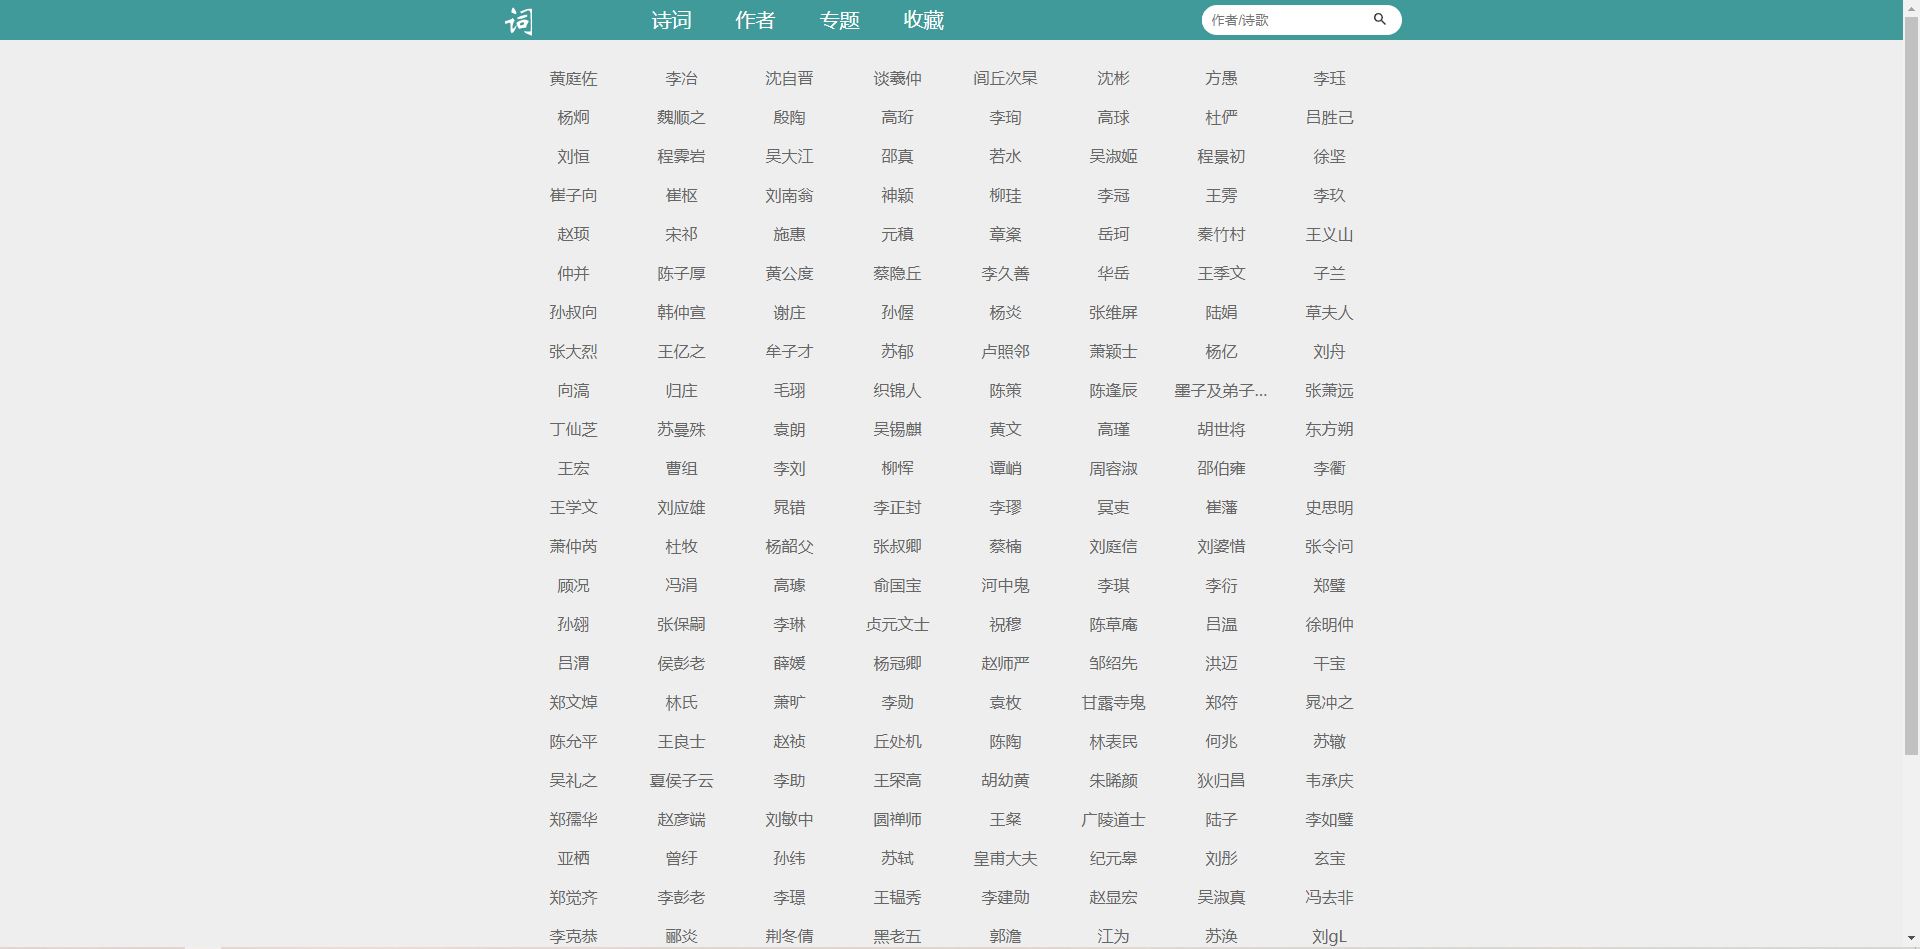 词 诗词 作者 专题 收藏 作者/诗歌
黄庭佐 李冶 沈自晋 谈羲仲 闾丘次杲 沈彬 方愚 李珏
杨炯 魏顺之 殷陶 高珩 李珣 高球 杜俨 吕胜己
刘恒 程霁岩 吴大江 邵真 若水 吴淑姬 程景初 徐坚
崔子向 崔枢 刘南翁 神颖 柳珪 李冠 王雱 李玖
赵顼 宋祁 施惠 元稹 章楶 岳珂 秦竹村 王义山
仲并 陈子厚 黄公度 蔡隐丘 李久善 华岳 王季文 子兰
孙叔向 韩仲宣 谢庄 孙偓 杨炎 张维屏 陆娟 草夫人
张大烈 王亿之 牟子才 苏郁 卢照邻 萧颖士 杨亿 刘舟
向滈 归庄 毛珝 织锦人 陈策 陈逢辰 墨子及弟子... 张萧远
丁仙芝 苏曼殊 袁朗 吴锡麒 黄文 高瑾 胡世将 东方朔
王宏 曹组 李刘 柳恽 谭峭 周容淑 邵伯雍 李衢
王学文 刘应雄 晁错 李正封 李璆 冥吏 崔藩 史思明
萧仲芮 杜牧 杨韶父 张叔卿 蔡楠 刘庭信 刘婆惜 张令问
顾况 冯涓 高璩 俞国宝 河中鬼 李琪 李衍 郑璧
孙翃 张保嗣 李琳 贞元文士 祝穆 陈草庵 吕温 徐明仲
吕渭 侯彭老 薛媛 杨冠卿 赵师严 邹绍先 洪迈 干宝
郑文焯 林氏 萧旷 李勋 袁枚 甘露寺鬼 郑符 晁冲之
陈允平 王良士 赵祯 丘处机 陈陶 林表民 何兆 苏辙
吴礼之 夏侯子云 李助 王罙高 胡幼黄 朱晞颜 狄归昌 韦承庆
郑孺华 赵彦端 刘敏中 圆禅师 王粲 广陵道士 陆子 李如璧
亚栖 曾纡 孙纬 苏轼 皇甫大夫 纪元皋 刘彤 玄宝
郑觉齐 李彭老 李璟 王韫秀 李建勋 赵显宏 吴淑真 冯去非
李克恭 郦炎 荆冬倩 黑老五 郭澹 江为 苏涣 刘gL